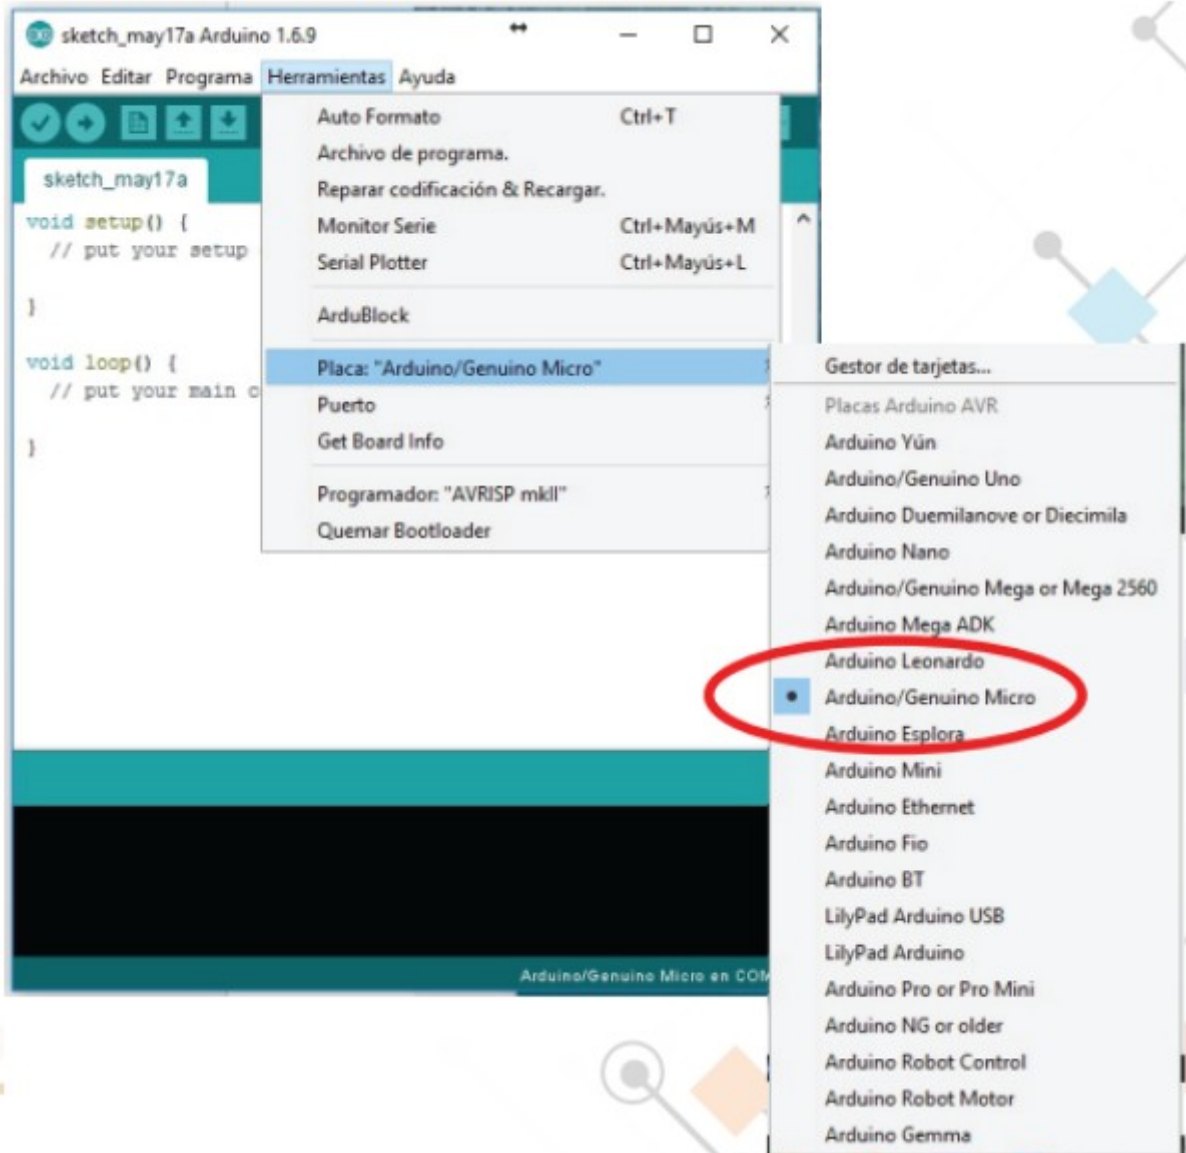 sketch_may17a Arduino 1.6.9
Archivo Editar Programa Herramientas Ayuda
Auto Formato Ctrl+T
Archivo de programa.
Reparar codificación & Recargar.
Monitor Serie Ctrl+Mayús+M
Serial Plotter Ctrl+Mayús+L
ArduBlock
Placa: "Arduino/Genuino Micro"
Puerto
Get Board Info
Programador: "AVRISP mkII"
Quemar Bootloader
sketch_may17a
void setup() {
// put your setup
}
void loop() {
// put your main c
}
Gestor de tarjetas...
Placas Arduino AVR
Arduino Yún
Arduino/Genuino Uno
Arduino Duemilanove or Diecimila
Arduino Nano
Arduino/Genuino Mega or Mega 2560
Arduino Mega ADK
Arduino Leonardo
Arduino/Genuino Micro
Arduino Esplora
Arduino Mini
Arduino Ethernet
Arduino Fio
Arduino BT
LilyPad Arduino USB
LilyPad Arduino
Arduino Pro or Pro Mini
Arduino NG or older
Arduino Robot Control
Arduino Robot Motor
Arduino Gemma
Arduino/Genuino Micro en COM